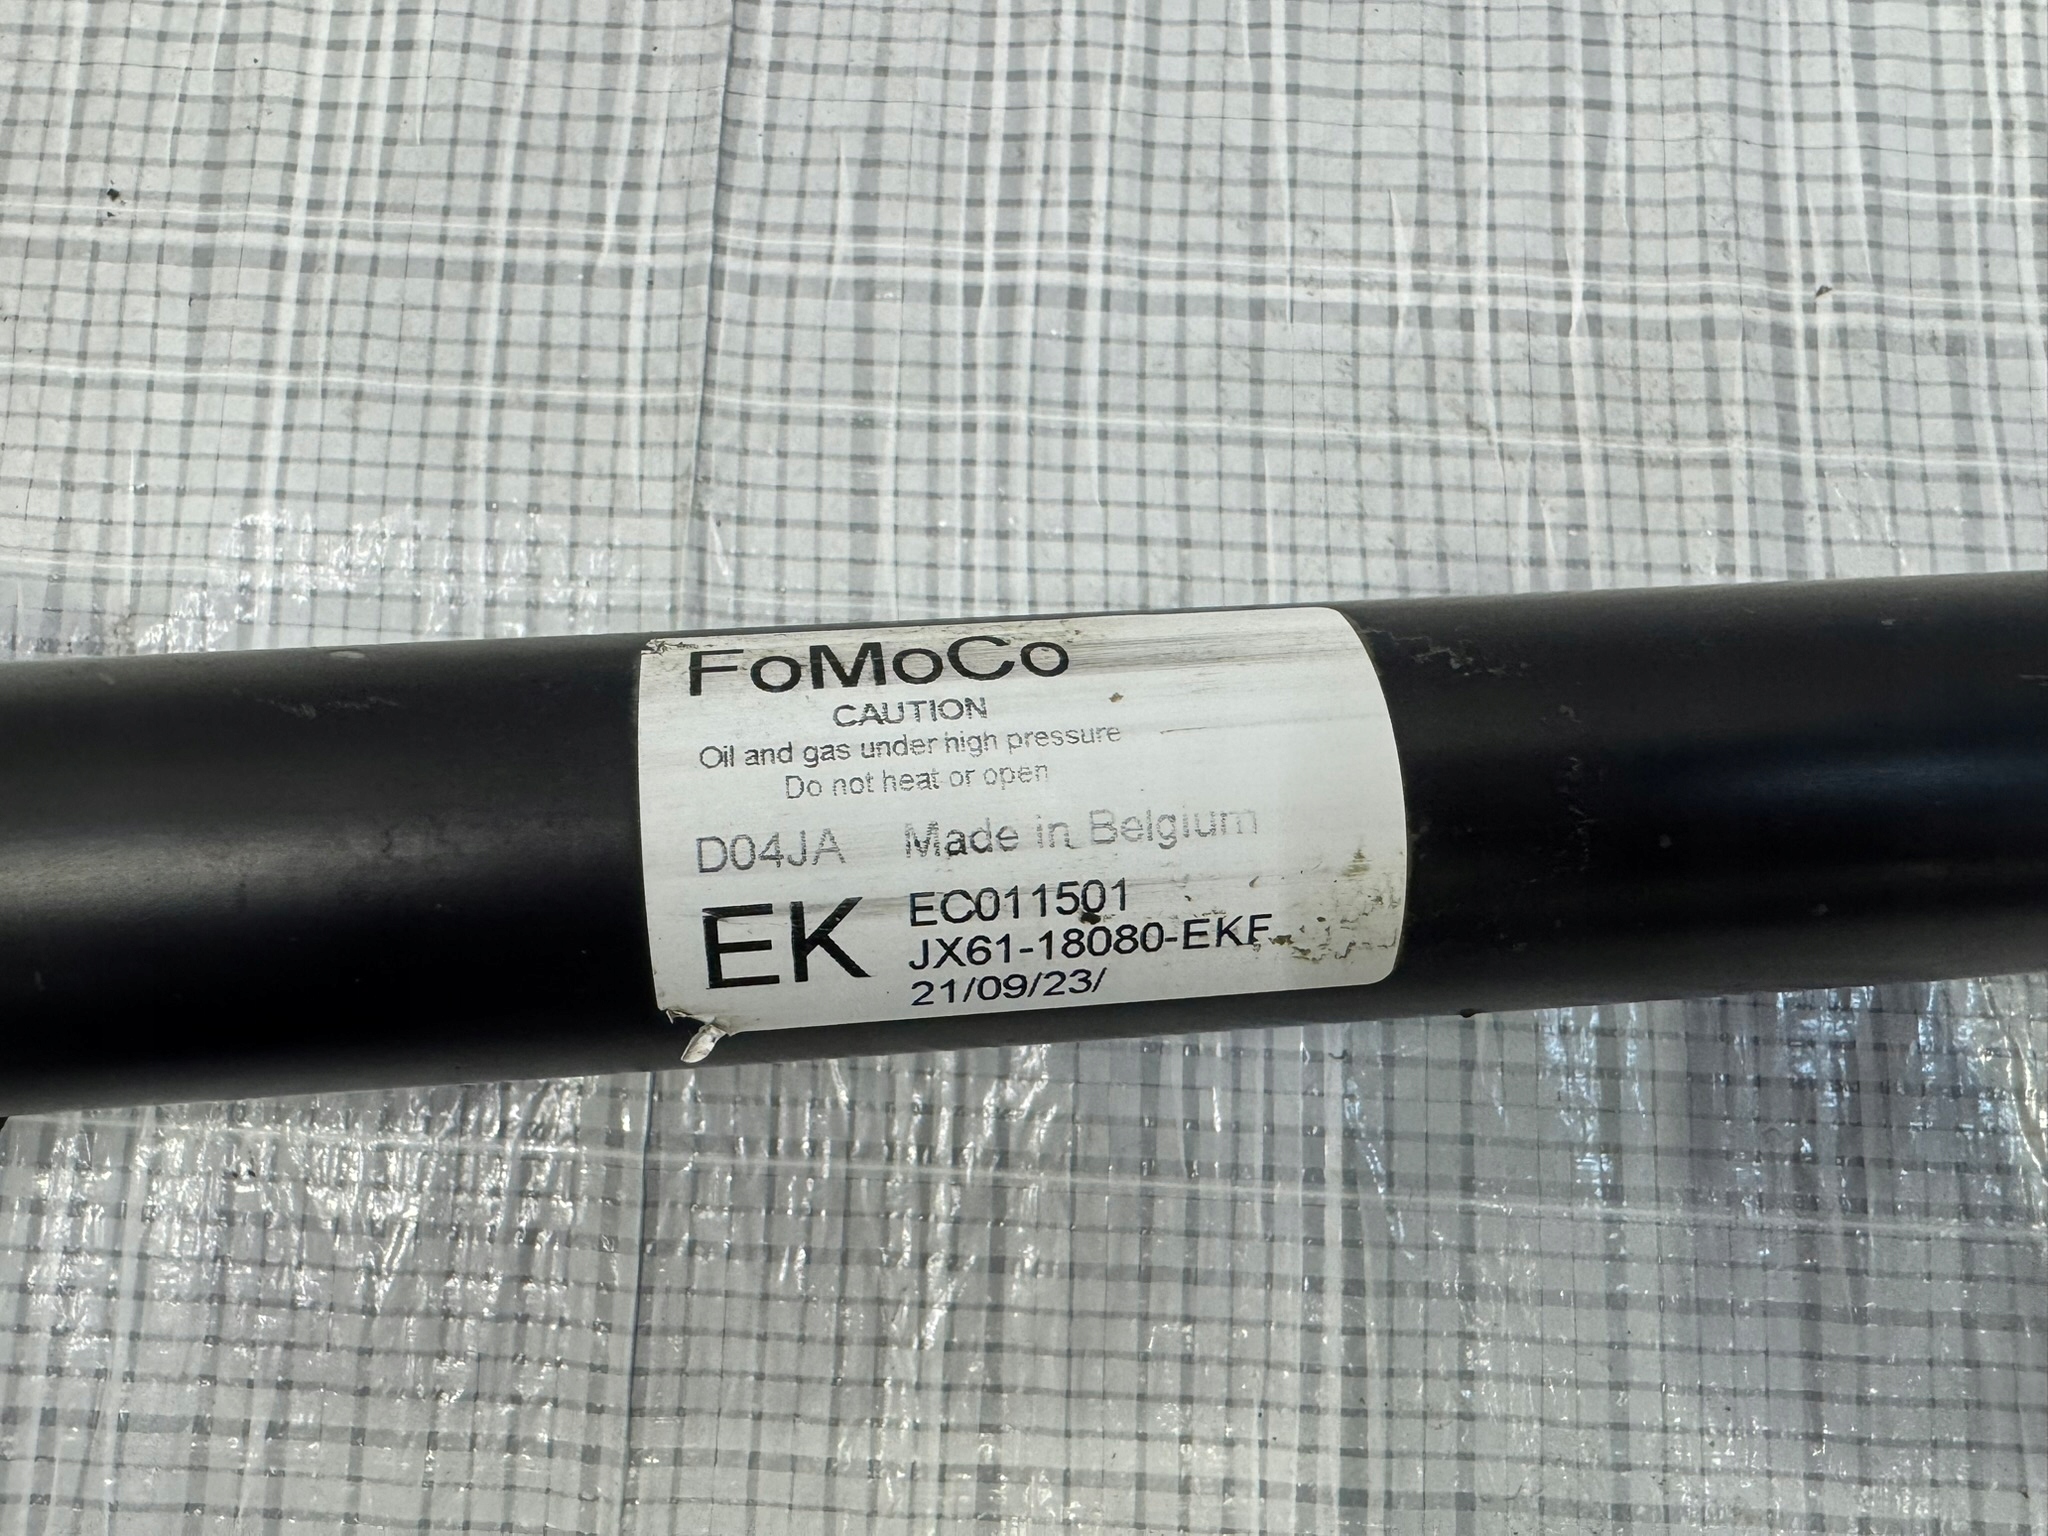 FoMoCo
CAUTION
Oil and gas under high pressure
Do not heat or open
D04JA Made in Belgium
EK EC011501
JX61-18080-EKF
21/09/23/